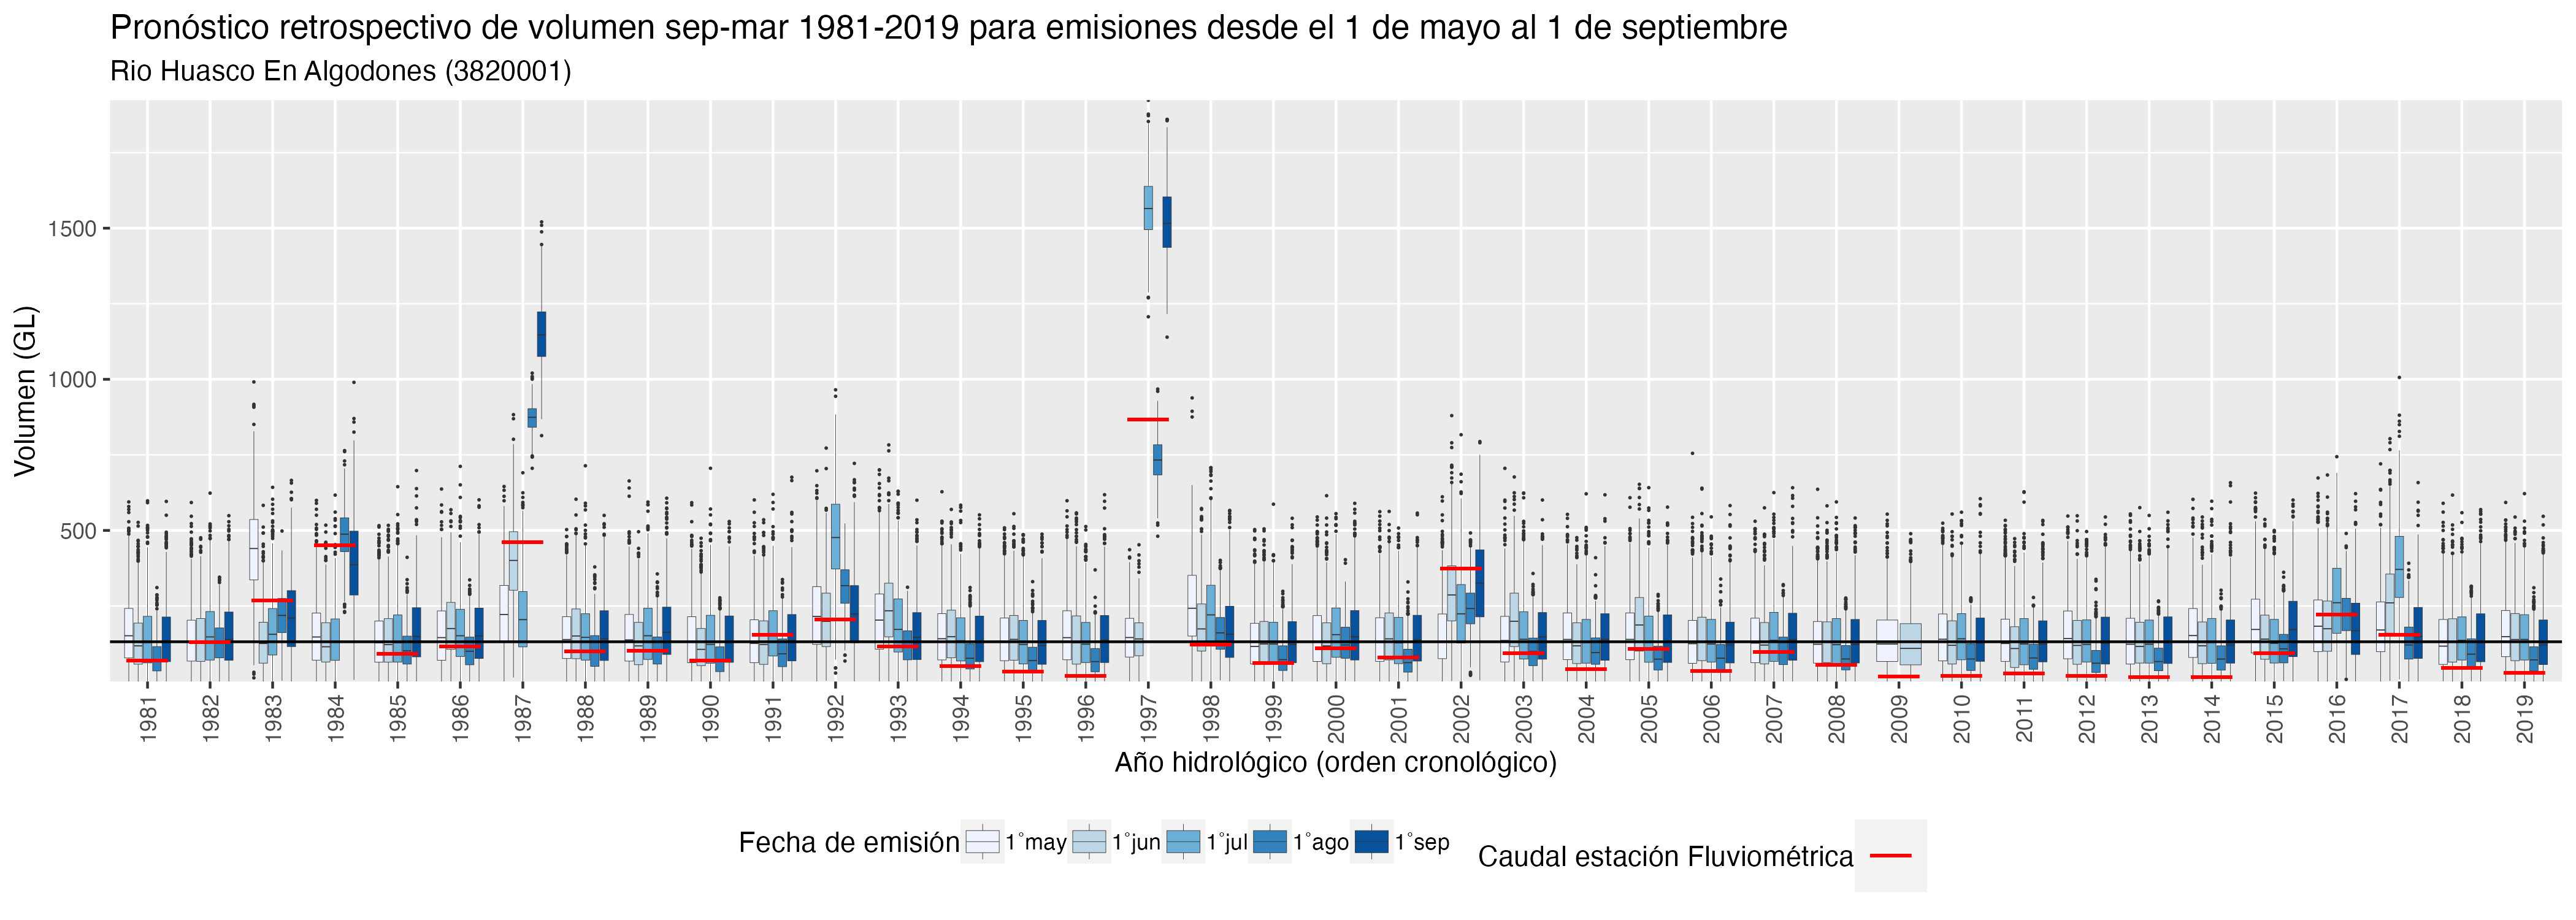 Pronóstico retrospectivo de volumen sep-mar 1981-2019 para emisiones desde el 1 de mayo al 1 de septiembre
Rio Huasco En Algodones (3820001)
Volumen (GL)
1500
1000
500
1981 1982 1983 1984 1985 1986 1987 1988 1989 1990 1991 1992 1993 1994 1995 1996 1997 1998 1999 2000 2001 2002 2003 2004 2005 2006 2007 2008 2009 2010 2011 2012 2013 2014 2015 2016 2017 2018 2019
Año hidrológico (orden cronológico)
Fecha de emisión 1°may 1°jun 1°jul 1°ago 1°sep
Caudal estación Fluviométrica